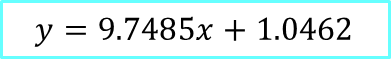 y = 9.7485x + 1.0462